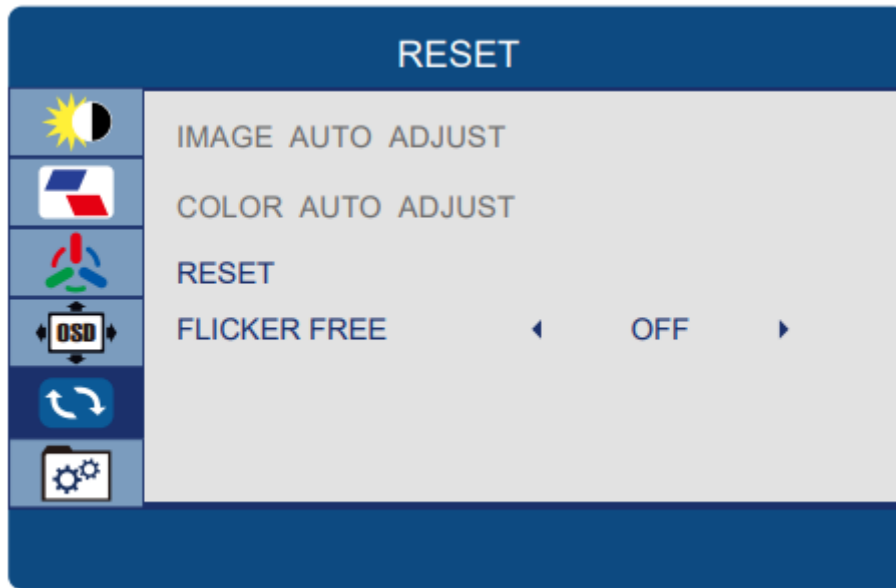 RESET
IMAGE AUTO ADJUST
COLOR AUTO ADJUST
RESET
FLICKER FREE OFF
OSD